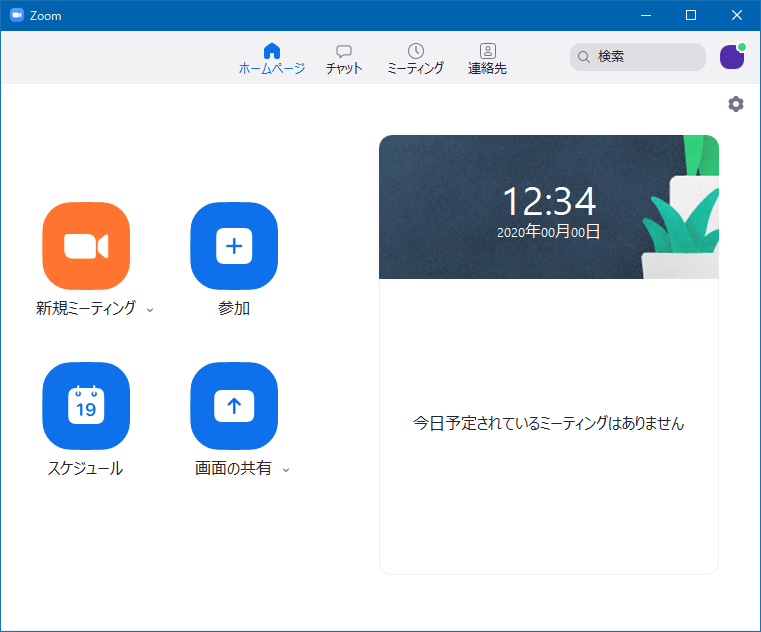 Zoom
ホームページ
チャット
ミーティング
連絡先
検索
12:34
2020年00月00日
新規ミーティング
参加
19
スケジュール
画面の共有
今日予定されているミーティングはありません